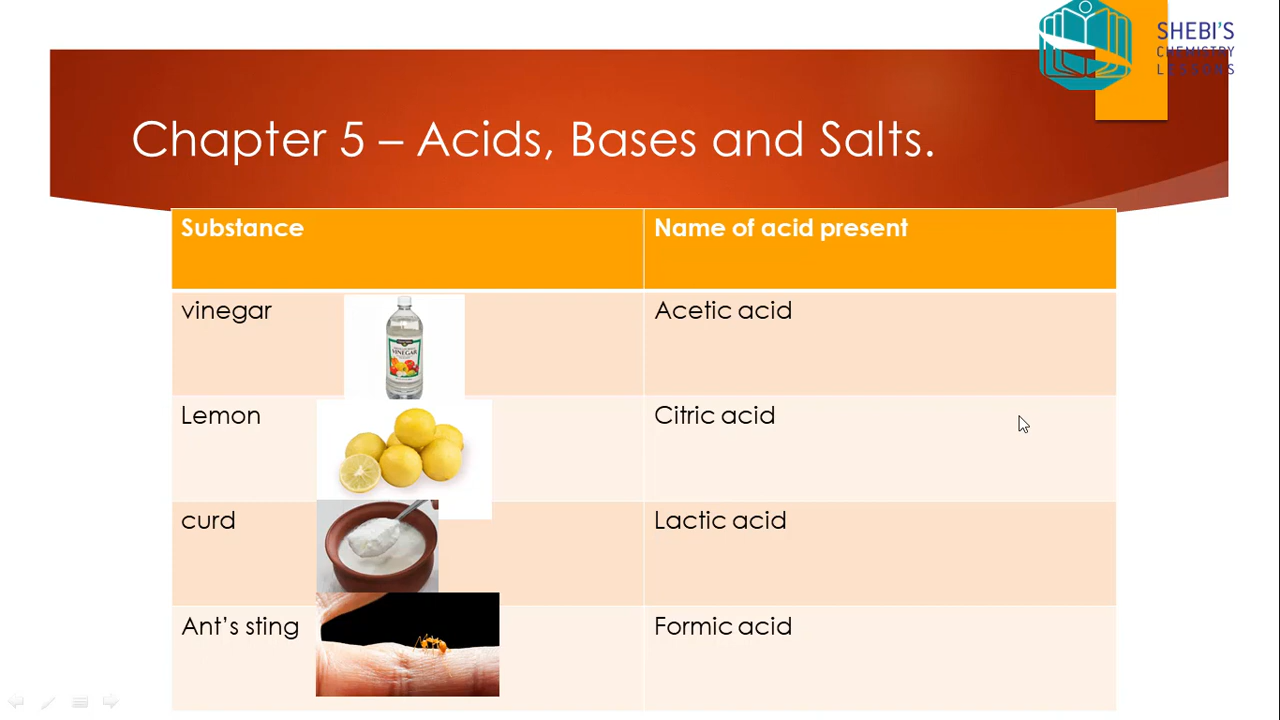 SHEBI'S
CHEMISTRY
LESSONS
Chapter 5 – Acids, Bases and Salts.
Substance Name of acid present
vinegar Acetic acid
VINEGAR
Lemon Citric acid
curd Lactic acid
Ant's sting Formic acid